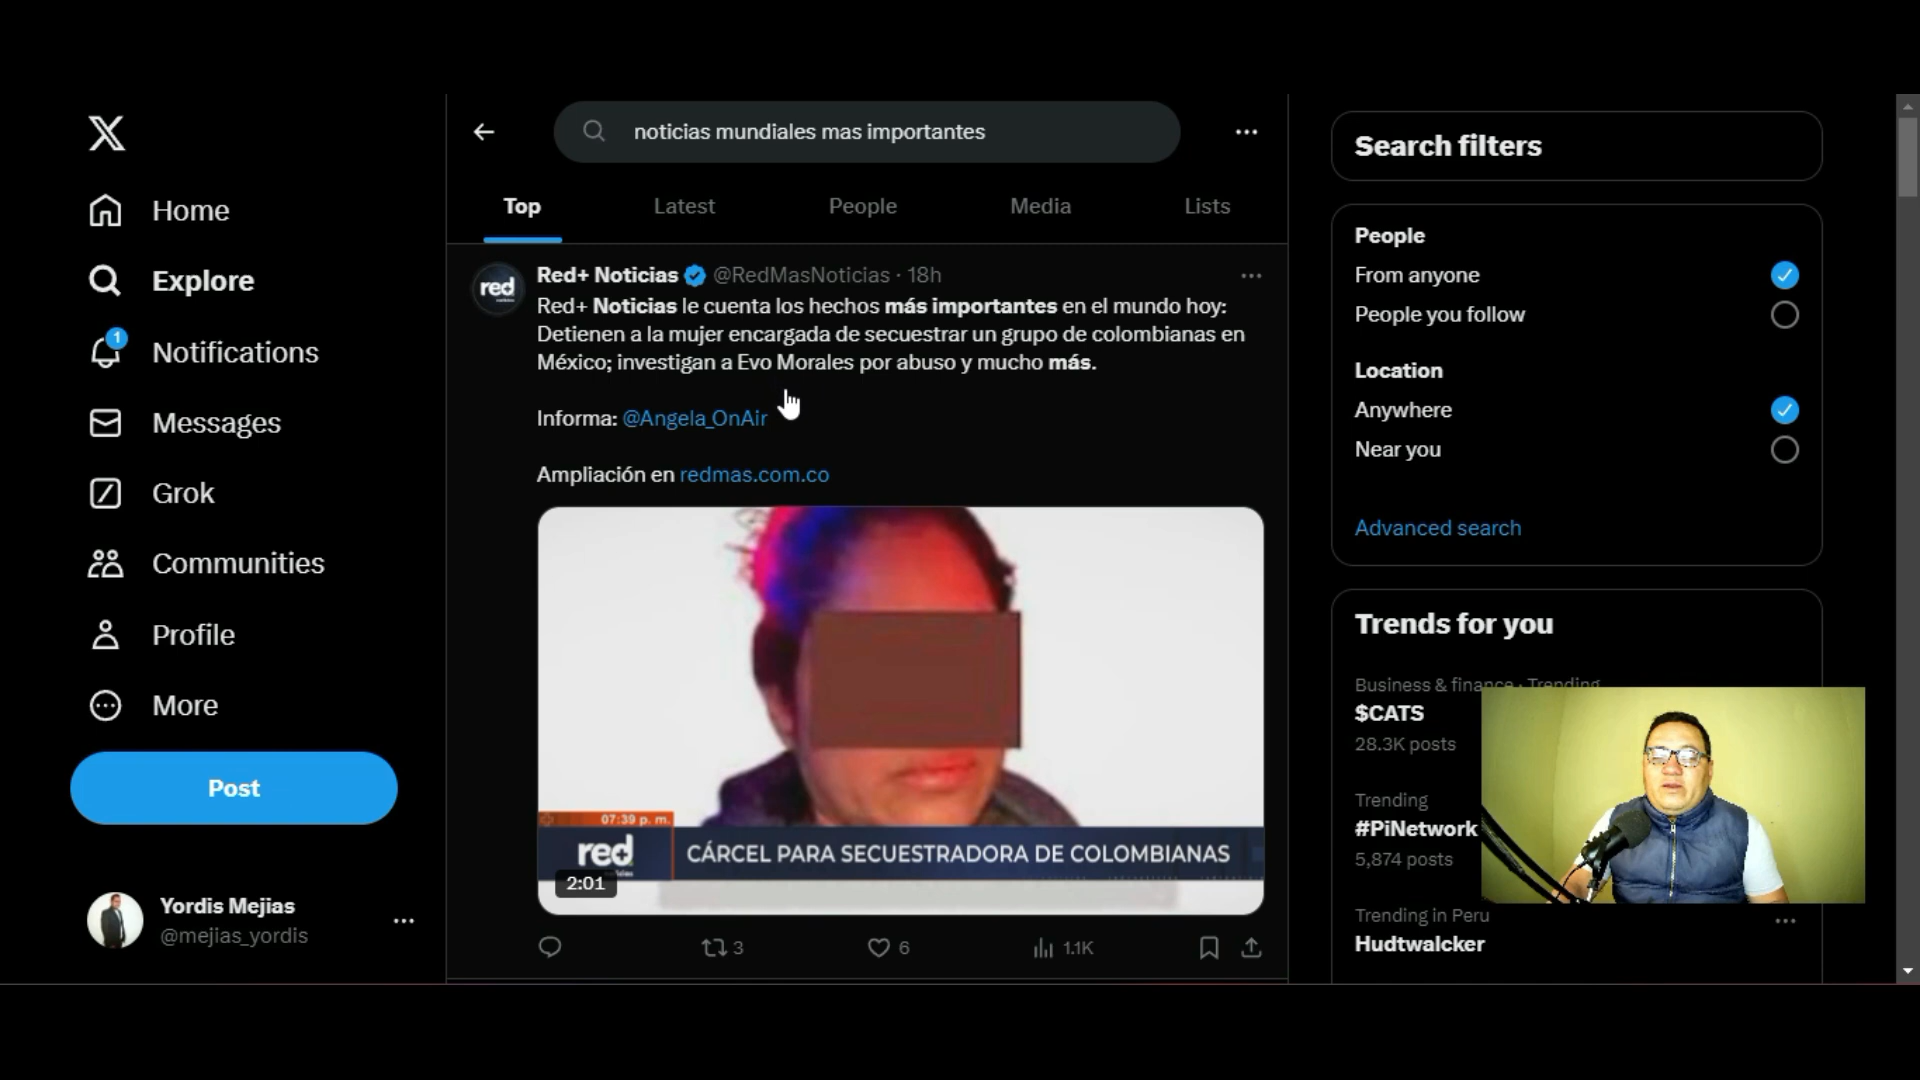 Home
Explore
1
Notifications
Messages
Grok
Communities
Profile
More
Post
Yordis Mejias
@mejias_yordis
noticias mundiales mas importantes
Top
Latest
People
Media
Lists
Red+ Noticias @RedMasNoticias · 18h
Red+ Noticias le cuenta los hechos más importantes en el mundo hoy:
Detienen a la mujer encargada de secuestrar un grupo de colombianas en
México; investigan a Evo Morales por abuso y mucho más.
Informa: @Angela_OnAir
Ampliación en redmas.com.co
07:39 p. m.
red
CÁRCEL PARA SECUESTRADORA DE COLOMBIANAS
2:01
3
6
1.1K
red
Search filters
People
From anyone
People you follow
Location
Anywhere
Near you
Advanced search
Trends for you
Business & finance · Trending
$CATS
28.3K posts
Trending
#PiNetwork
5,874 posts
Trending in Peru
Hudtwalcker